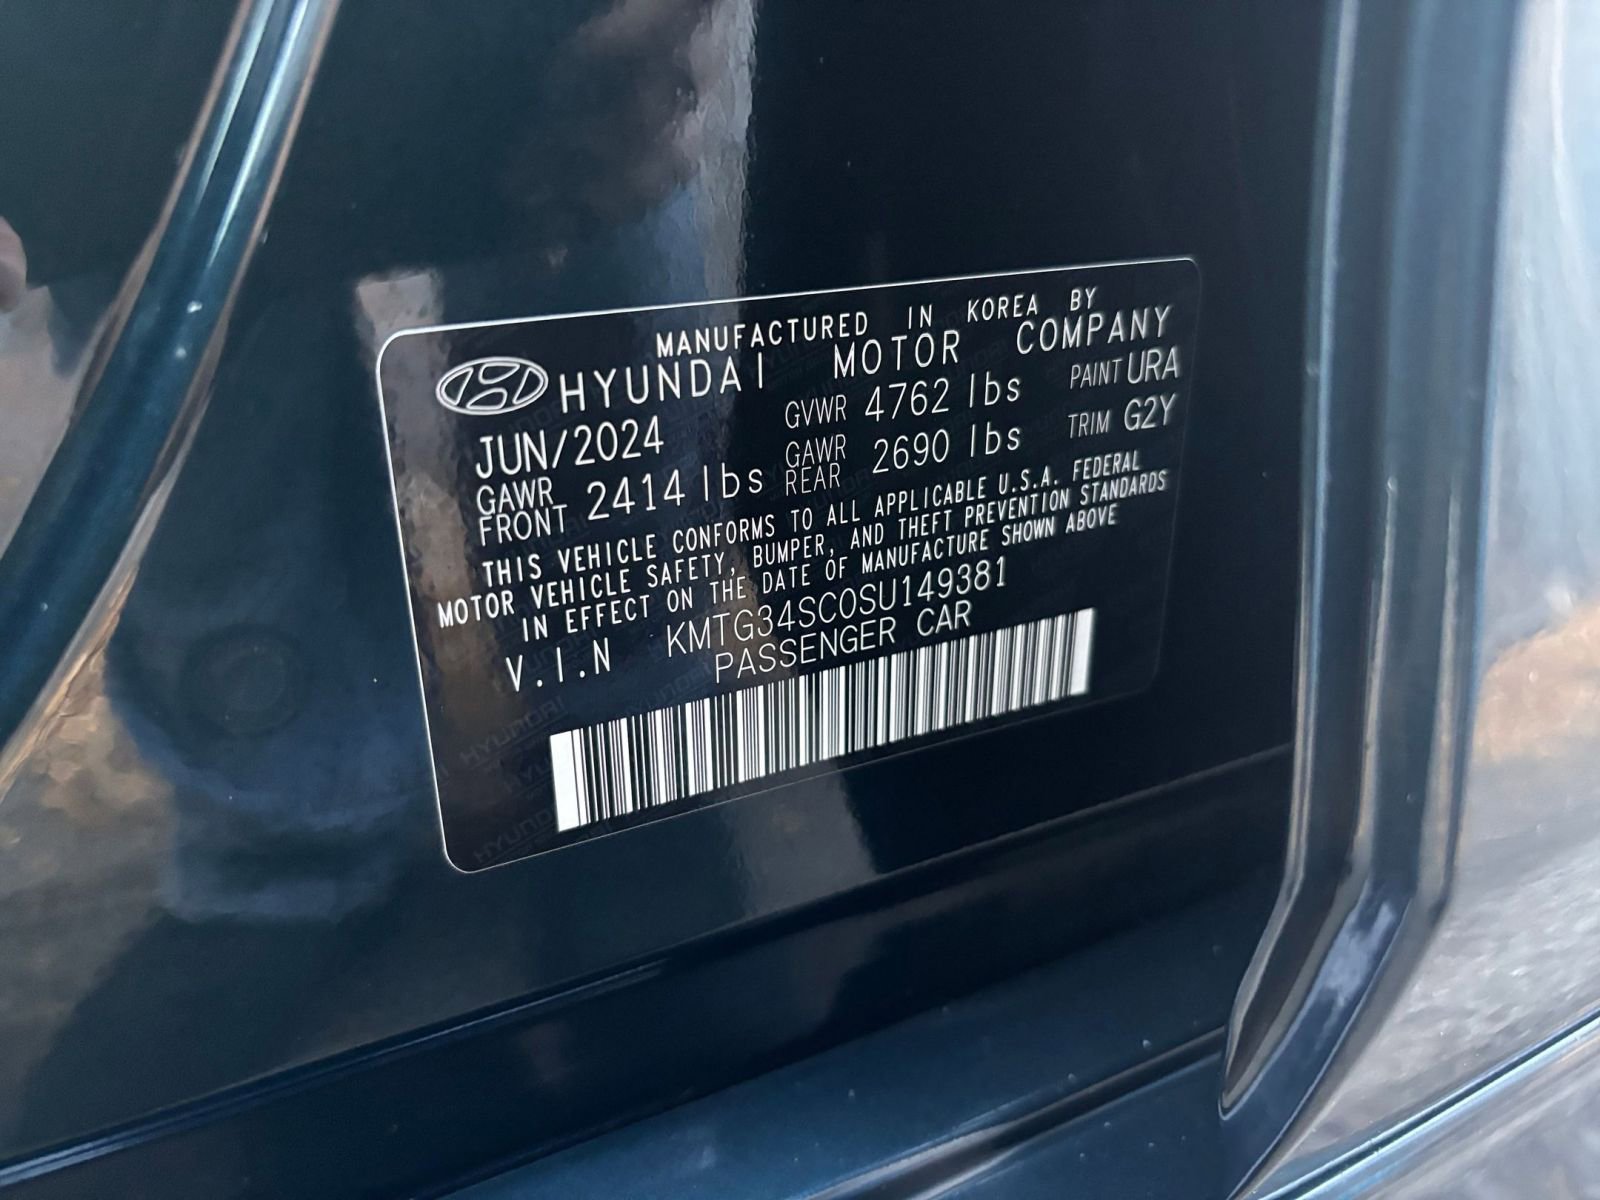 MANUFACTURED IN KOREA BY
HYUNDAI MOTOR COMPANY
JUN/2024 GVWR 4762 lbs PAINT URA
GAWR FRONT 2414 lbs GAWR REAR 2690 lbs TRIM G2Y
THIS VEHICLE CONFORMS TO ALL APPLICABLE U.S.A. FEDERAL
MOTOR VEHICLE SAFETY, BUMPER, AND THEFT PREVENTION STANDARDS
IN EFFECT ON THE DATE OF MANUFACTURE SHOWN ABOVE
V.I.N KMTG34SC0SU149381
PASSENGER CAR